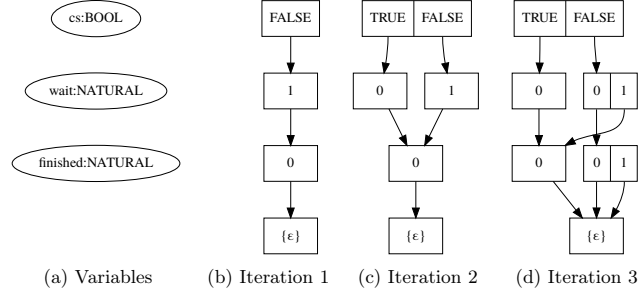 cs:BOOL FALSE TRUE FALSE TRUE FALSE
wait:NATURAL 1 0 1 0 0 1
finished:NATURAL 0 0 0 0 1
{ε} {ε} {ε}
(a) Variables (b) Iteration 1 (c) Iteration 2 (d) Iteration 3